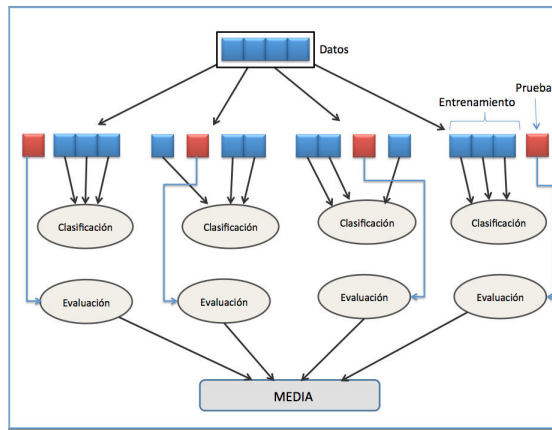 Datos
Prueba
Entrenamiento
Clasificación
Clasificación
Clasificación
Clasificación
Evaluación
Evaluación
Evaluación
Evaluación
MEDIA